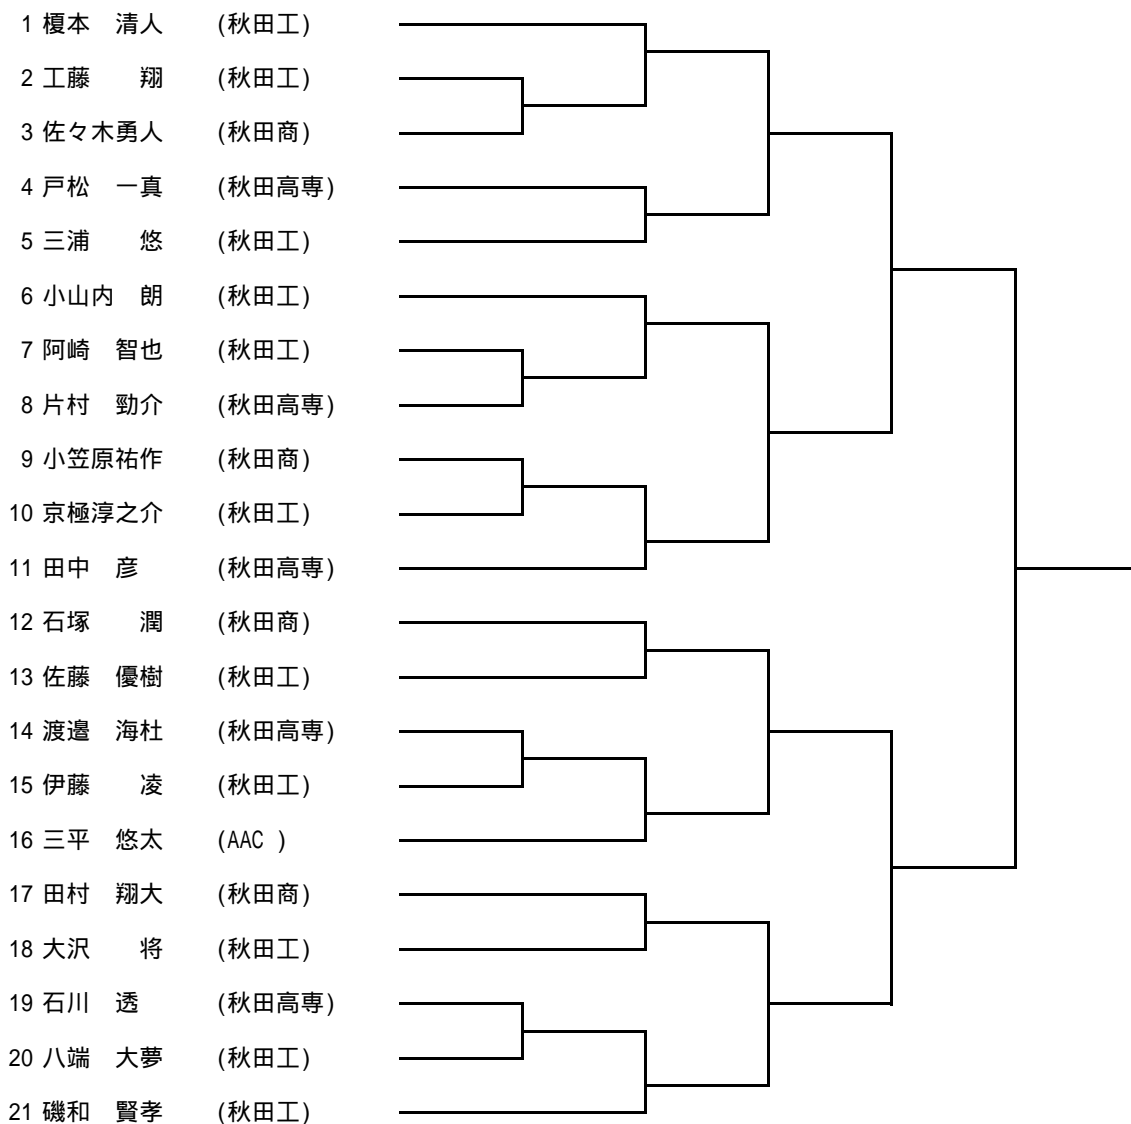 1 榎本　清人　(秋田工)
2 工藤　　翔　(秋田工)
3 佐々木勇人　(秋田商)
4 戸松　一真　(秋田高専)
5 三浦　　悠　(秋田工)
6 小山内　朗　(秋田工)
7 阿崎　智也　(秋田工)
8 片村　勁介　(秋田高専)
9 小笠原祐作　(秋田商)
10 京極淳之介　(秋田工)
11 田中　彦　(秋田高専)
12 石塚　　潤　(秋田商)
13 佐藤　優樹　(秋田工)
14 渡邉　海杜　(秋田高専)
15 伊藤　　凌　(秋田工)
16 三平　悠太　(AAC )
17 田村　翔大　(秋田商)
18 大沢　　将　(秋田工)
19 石川　透　(秋田高専)
20 八端　大夢　(秋田工)
21 磯和　賢孝　(秋田工)